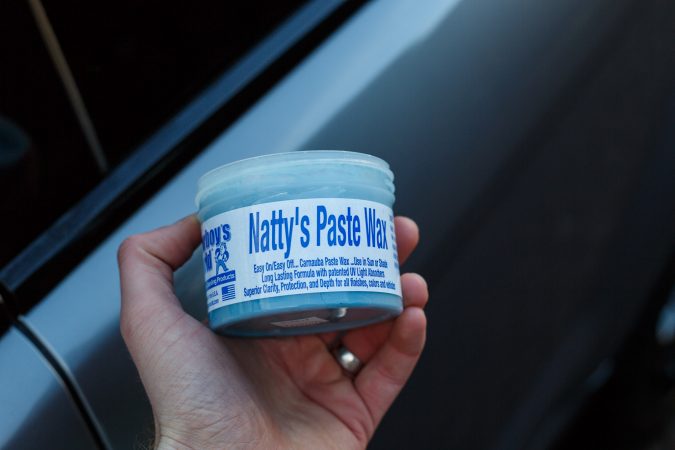 Natty's Paste Wax
Easy On/Easy Off... Carnauba Paste Wax ...Use in Sun or Shade
Long Lasting Formula with patented UV Light Absorbers
Superior Clarity, Protection, and Depth for all finishes, colors and vehicles